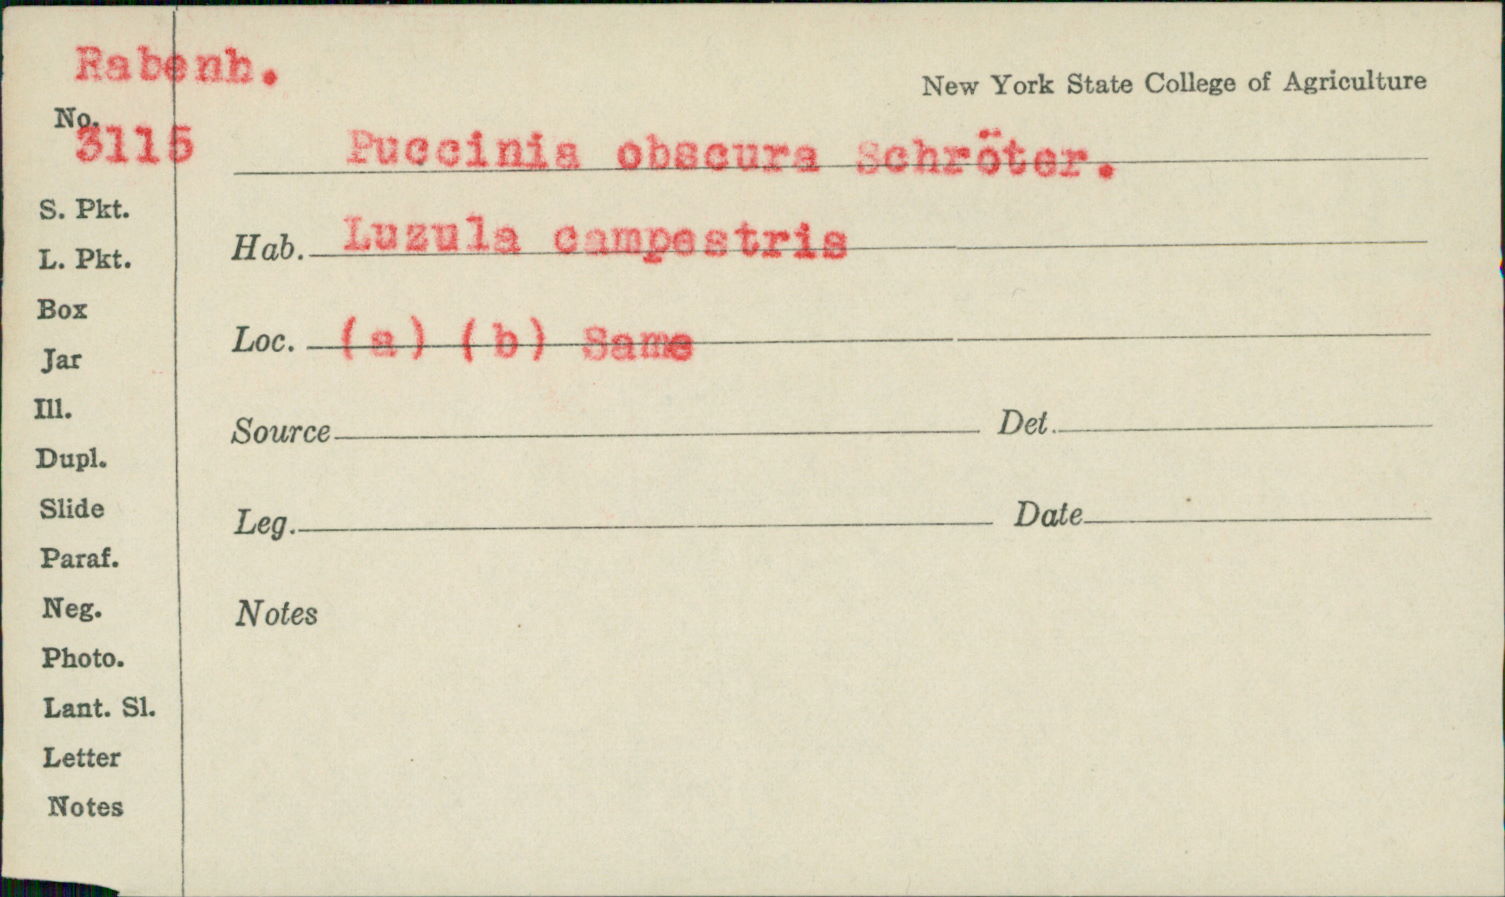 Rabenh.
New York State College of Agriculture
No.
3115
Puccinia obscura Schröter.
S. Pkt.
Hab. Luzula campestris
L. Pkt.
Box
Loc. (a) (b) Same
Jar
Ill.
Source Det.
Dupl.
Slide
Leg. Date
Paraf.
Neg.
Notes
Photo.
Lant. Sl.
Letter
Notes